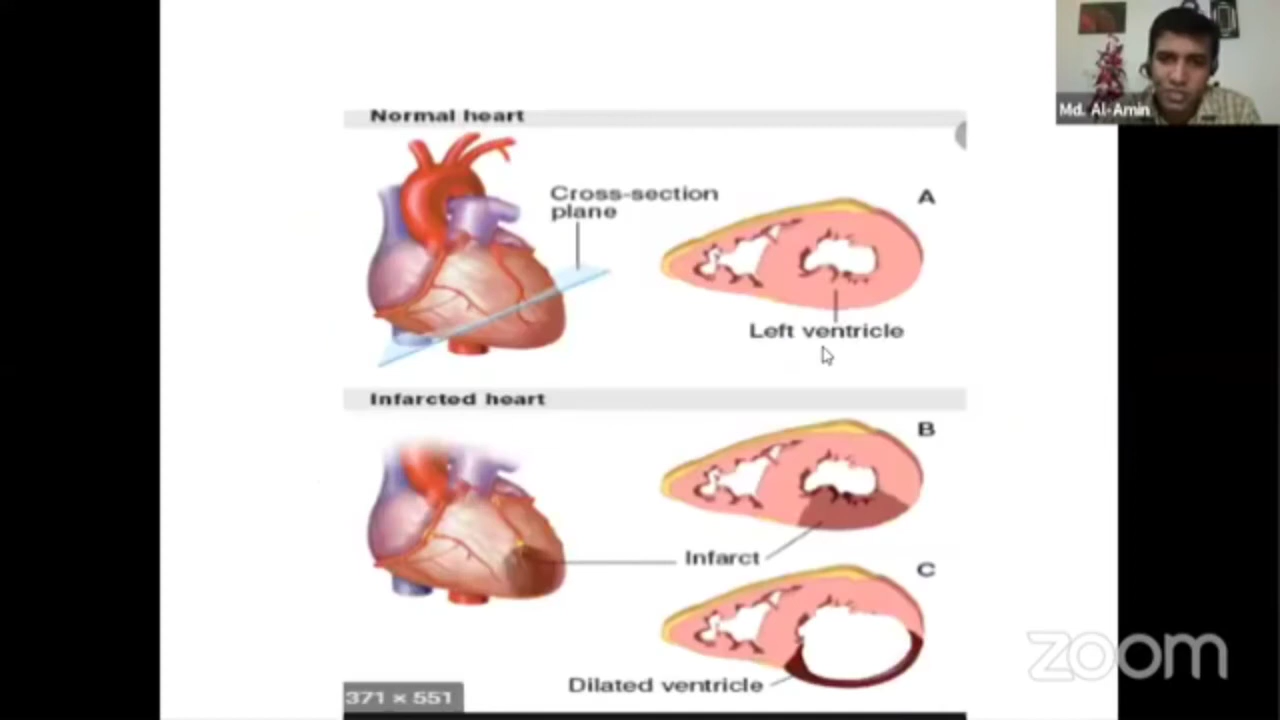 Md. Al-Amin
Normal heart
Cross-section
plane
A
Left ventricle
Infarcted heart
B
Infarct
C
Dilated ventricle
371 × 551
zoom